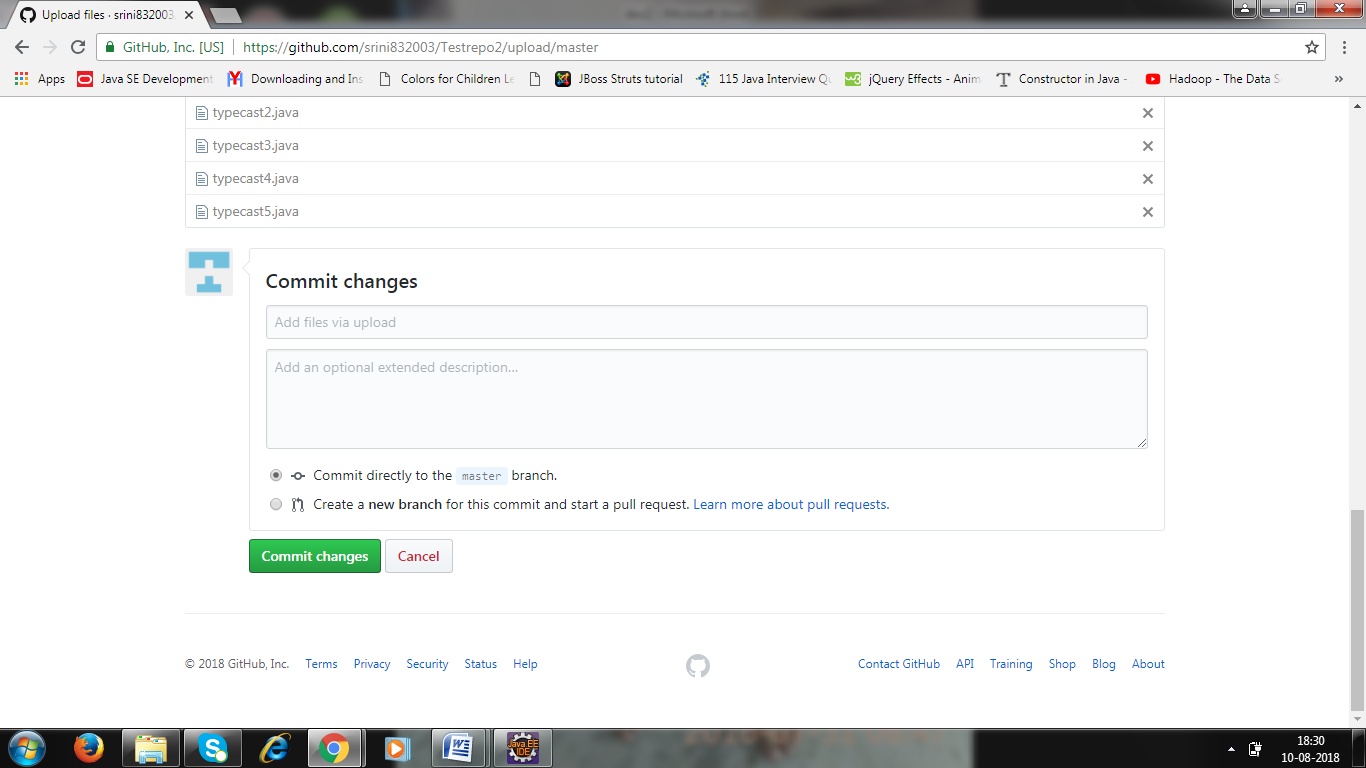 Upload files · srini832003
GitHub, Inc. [US] https://github.com/srini832003/Testrepo2/upload/master
Apps Java SE Development Downloading and Ins Colors for Children Le JBoss Struts tutorial 115 Java Interview Qu jQuery Effects - Anim Constructor in Java - Hadoop - The Data S »
typecast2.java
typecast3.java
typecast4.java
typecast5.java
Commit changes
Add files via upload
Add an optional extended description...
Commit directly to the master branch.
Create a new branch for this commit and start a pull request. Learn more about pull requests.
Commit changes Cancel
© 2018 GitHub, Inc. Terms Privacy Security Status Help Contact GitHub API Training Shop Blog About
Java EE
IDE
18:30
10-08-2018